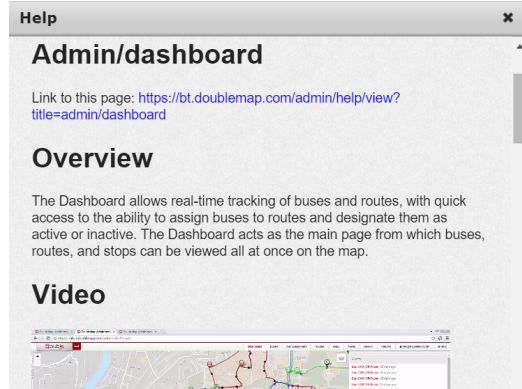 Help
Admin/dashboard
Link to this page: https://bt.doublemap.com/admin/help/view?
title=admin/dashboard
Overview
The Dashboard allows real-time tracking of buses and routes, with quick
access to the ability to assign buses to routes and designate them as
active or inactive. The Dashboard acts as the main page from which buses,
routes, and stops can be viewed all at once on the map.
Video